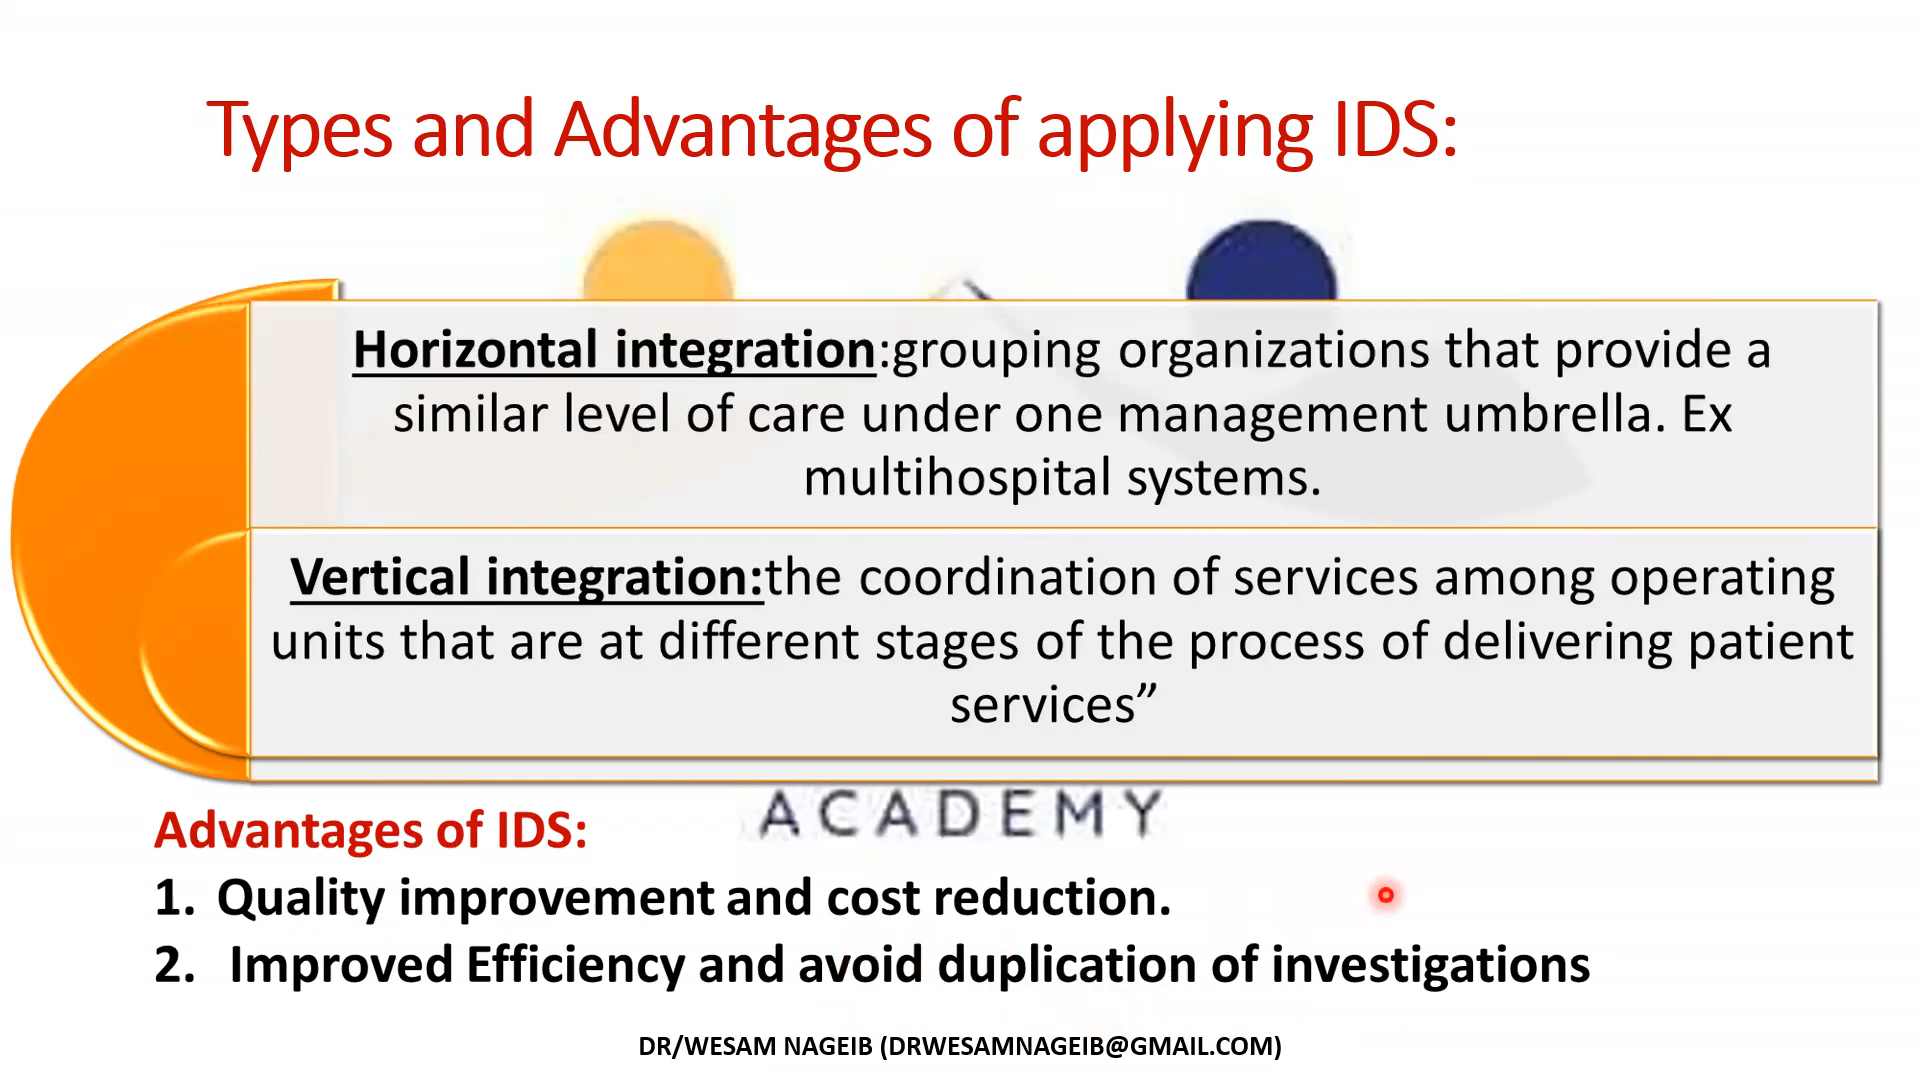 Types and Advantages of applying IDS:
Horizontal integration:grouping organizations that provide a
similar level of care under one management umbrella. Ex
multihospital systems.
Vertical integration:the coordination of services among operating
units that are at different stages of the process of delivering patient
services”
ACADEMY
Advantages of IDS:
1. Quality improvement and cost reduction.
2. Improved Efficiency and avoid duplication of investigations
DR/WESAM NAGEIB (DRWESAMNAGEIB@GMAIL.COM)